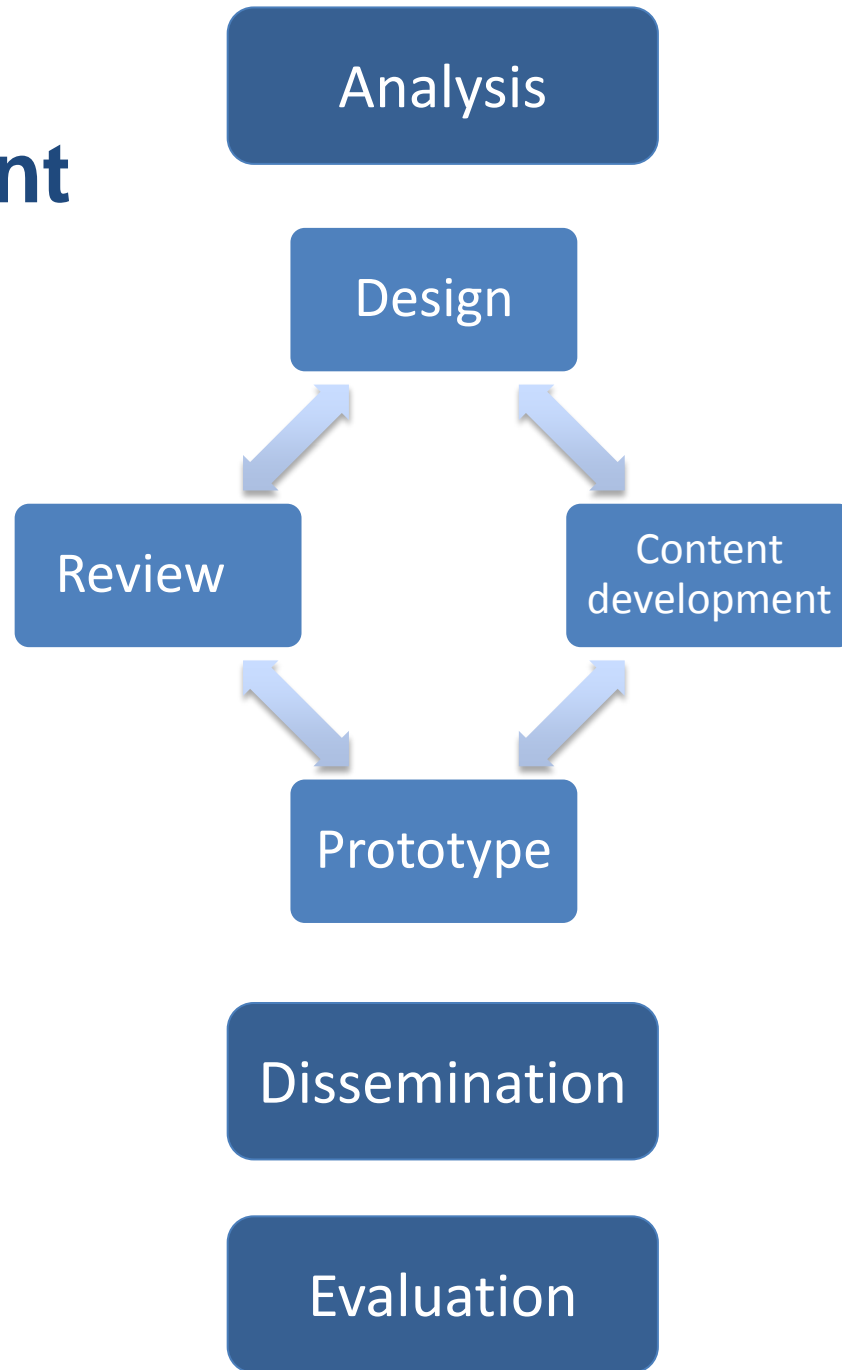 Analysis
nt
Design
Review
Content
development
Prototype
Dissemination
Evaluation